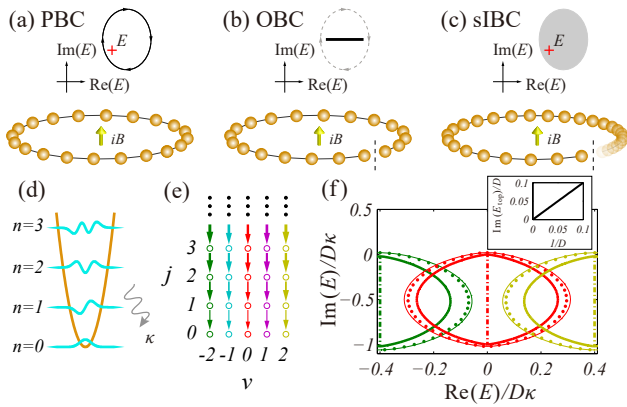 (a) PBC
(b) OBC
(c) sIBC
Im(E)
E
Re(E)
iB
Im(E)
Re(E)
iB
Im(E)
E
Re(E)
iB
(d)
n=3
n=2
n=1
n=0
κ
(e)
j
3
2
1
0
-2 -1 0 1 2
ν
(f)
Im(E_top)/D
0.1
0.05
0
0 0.05 0.1
1/D
Im(E)/Dκ
0.5
0
−0.5
−1
−0.4 −0.2 0 0.2 0.4
Re(E)/Dκ